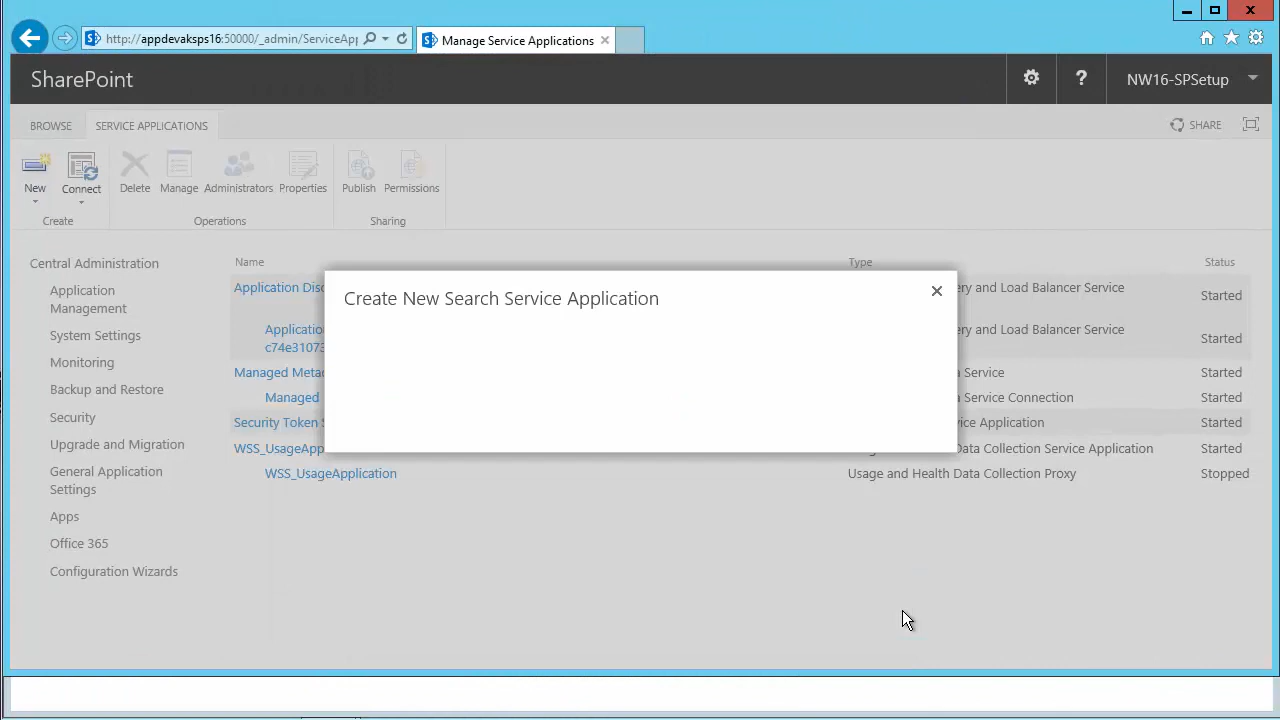 http://appdevaksps16:50000/_admin/ServiceApp
Manage Service Applications
SharePoint
?
NW16-SPSetup
BROWSE
SERVICE APPLICATIONS
SHARE
New
Connect
Delete
Manage
Administrators
Properties
Publish
Permissions
Create
Operations
Sharing
Central Administration
Application
Management
System Settings
Monitoring
Backup and Restore
Security
Upgrade and Migration
General Application
Settings
Apps
Office 365
Configuration Wizards
Name
Type
Status
Application Disc
ery and Load Balancer Service
Started
Application
c74e31073
ery and Load Balancer Service
Started
Managed Meta
a Service
Started
Managed
a Service Connection
Started
Security Token
vice Application
Started
WSS_UsageApp
Data Collection Service Application
Started
WSS_UsageApplication
Usage and Health Data Collection Proxy
Stopped
Create New Search Service Application